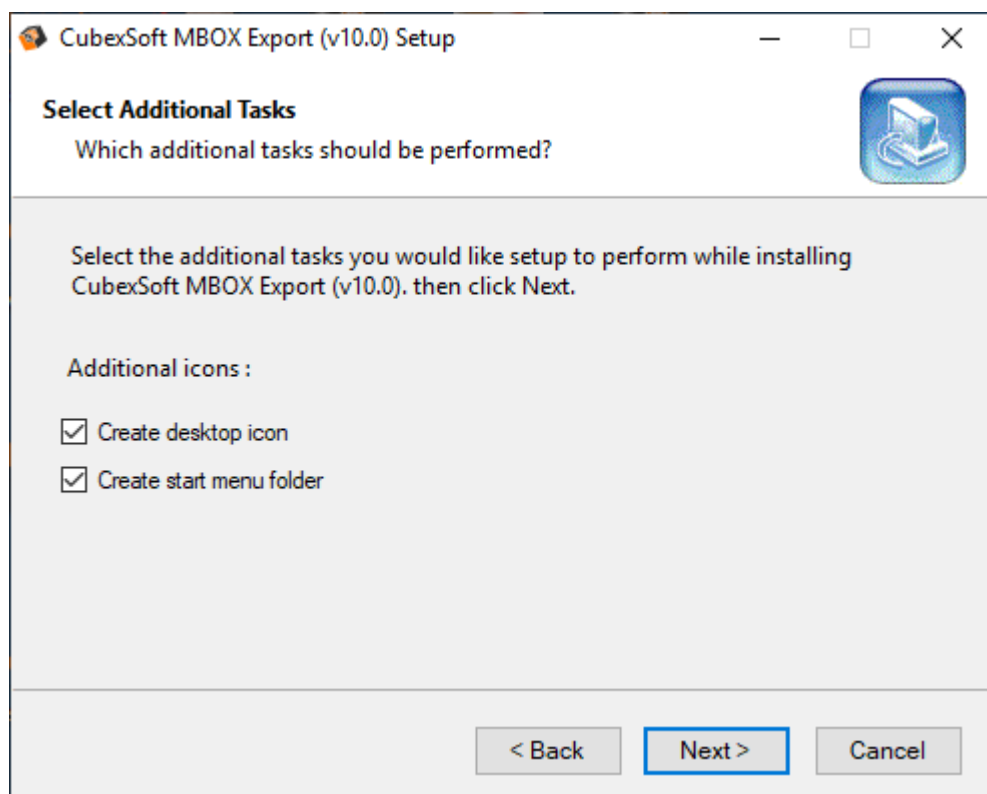 CubexSoft MBOX Export (v10.0) Setup
Select Additional Tasks
Which additional tasks should be performed?
Select the additional tasks you would like setup to perform while installing
CubexSoft MBOX Export (v10.0). then click Next.
Additional icons :
Create desktop icon
Create start menu folder
< Back
Next >
Cancel